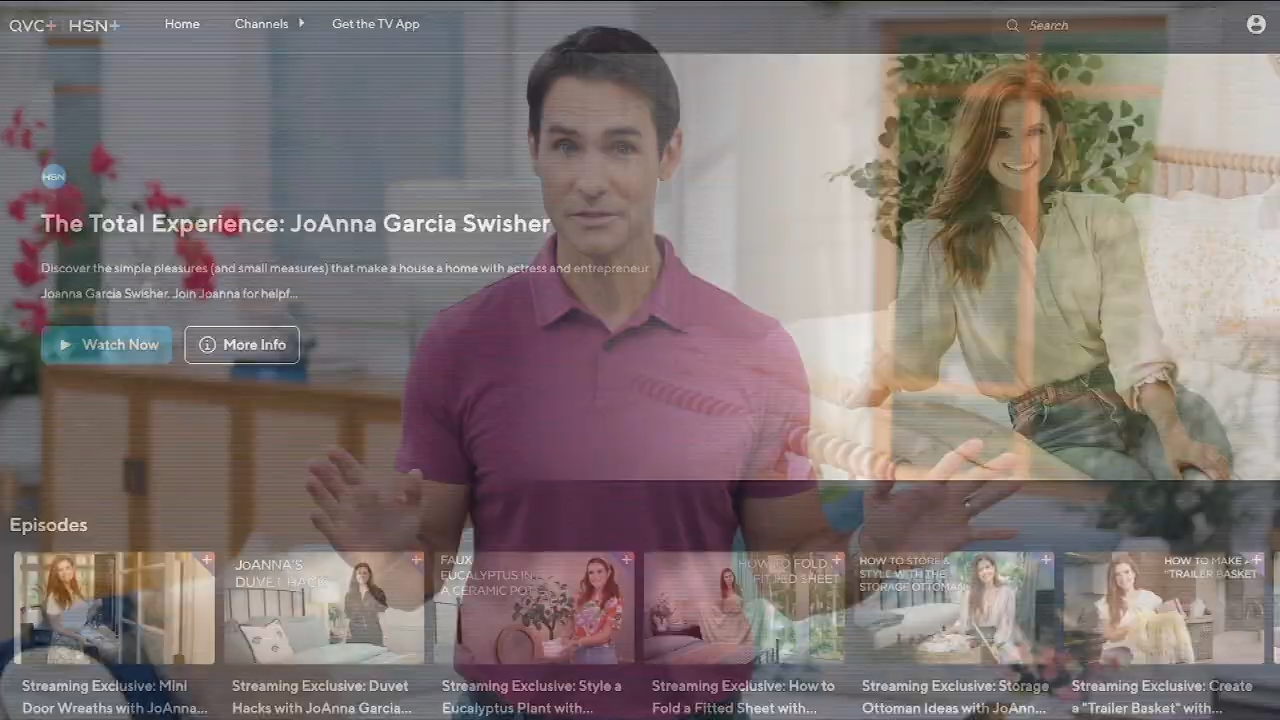 QVC+ HSN+
Home
Channels
Get the TV App
Search
HSN
The Total Experience: JoAnna Garcia Swisher
Discover the simple pleasures (and small measures) that make a house a home with actress and entrepreneur
Joanna Garcia Swisher. Join Joanna for helpf...
Watch Now
More Info
Episodes
JoANNA'S
DUVET HACK
FAUX
EUCALYPTUS IN
A CERAMIC POT
HOW TO FOLD A
FITTED SHEET
HOW TO STORE &
STYLE WITH THE
STORAGE OTTOMAN
HOW TO MAKE A
"TRAILER BASKET"
Streaming Exclusive: Mini
Door Wreaths with JoAnna...
Streaming Exclusive: Duvet
Hacks with JoAnna Garcia...
Streaming Exclusive: Style a
Eucalyptus Plant with...
Streaming Exclusive: How to
Fold a Fitted Sheet with...
Streaming Exclusive: Storage
Ottoman Ideas with JoAnn...
Streaming Exclusive: Create
a "Trailer Basket" with...